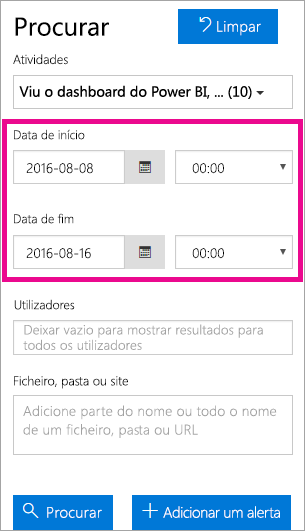 Procurar
Limpar
Atividades
Viu o dashboard do Power BI, ... (10)
Data de início
2016-08-08
00:00
Data de fim
2016-08-16
00:00
Utilizadores
Deixar vazio para mostrar resultados para
todos os utilizadores
Ficheiro, pasta ou site
Adicione parte do nome ou todo o nome
de um ficheiro, pasta ou URL
Procurar
Adicionar um alerta